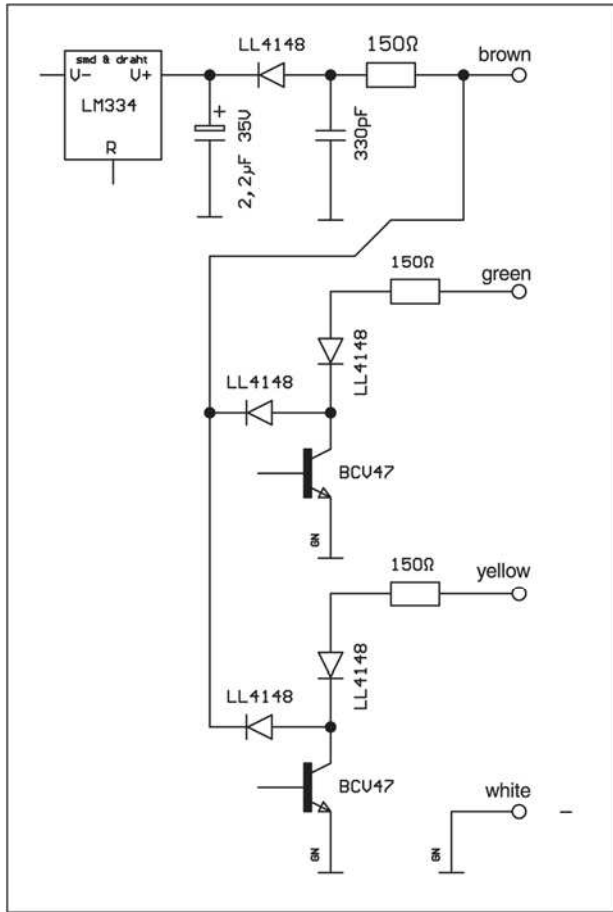 LL4148
150Ω
brown
smd & draht
V-
V+
LM334
R
+
2,2µF 35V
330pF
150Ω
green
LL4148
LL4148
BCV47
GN
150Ω
yellow
LL4148
LL4148
BCV47
GN
white
-
GN